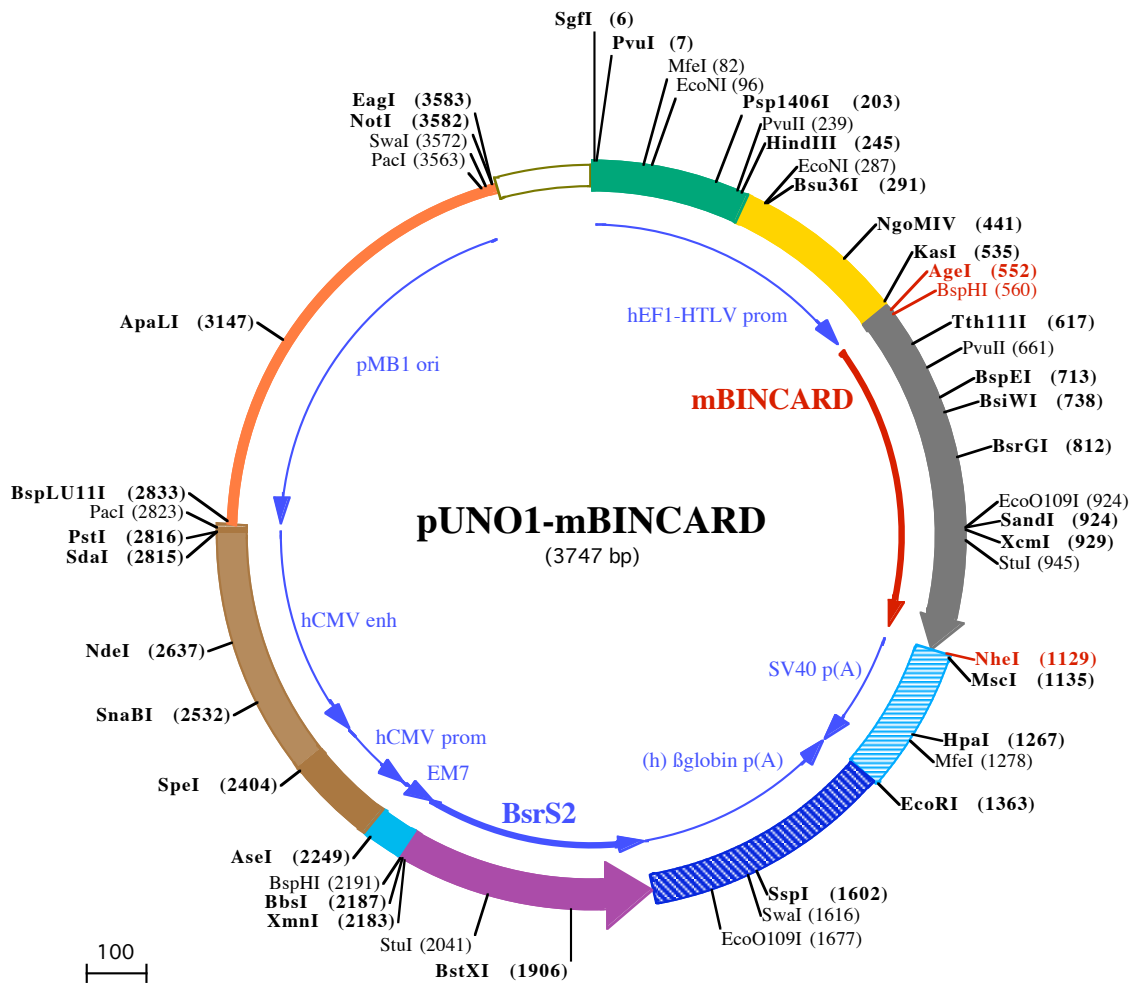 SgfI (6)
PvuI (7)
MfeI (82)
EcoNI (96)
Psp1406I (203)
PvuII (239)
HindIII (245)
EcoNI (287)
Bsu36I (291)
NgoMIV (441)
KasI (535)
AgeI (552)
BspHI (560)
Tth111I (617)
PvuII (661)
BspEI (713)
BsiWI (738)
BsrGI (812)
EcoO109I (924)
SandI (924)
XcmI (929)
StuI (945)
NheI (1129)
MscI (1135)
HpaI (1267)
MfeI (1278)
EcoRI (1363)
SspI (1602)
SwaI (1616)
EcoO109I (1677)
BstXI (1906)
StuI (2041)
XmnI (2183)
BbsI (2187)
BspHI (2191)
AseI (2249)
SpeI (2404)
SnaBI (2532)
NdeI (2637)
SdaI (2815)
PstI (2816)
PacI (2823)
BspLU11I (2833)
ApaLI (3147)
PacI (3563)
SwaI (3572)
NotI (3582)
EagI (3583)
hEF1-HTLV prom
mBINCARD
SV40 p(A)
(h) ßglobin p(A)
BsrS2
EM7
hCMV prom
hCMV enh
pMB1 ori
pUNO1-mBINCARD
(3747 bp)
100